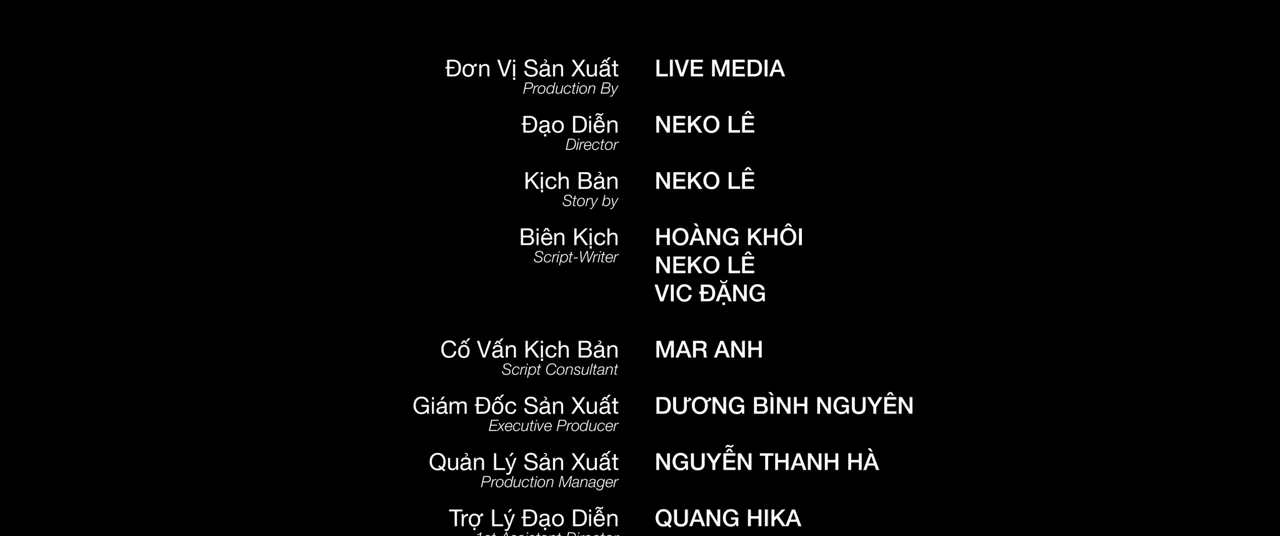 Đơn Vị Sản Xuất LIVE MEDIA
Production By
Đạo Diễn NEKO LÊ
Director
Kịch Bản NEKO LÊ
Story by
Biên Kịch HOÀNG KHÔI
Script-Writer NEKO LÊ
VIC ĐẶNG
Cố Vấn Kịch Bản MAR ANH
Script Consultant
Giám Đốc Sản Xuất DƯƠNG BÌNH NGUYÊN
Executive Producer
Quản Lý Sản Xuất NGUYỄN THANH HÀ
Production Manager
Trợ Lý Đạo Diễn QUANG HIKA
1st Assistant Director